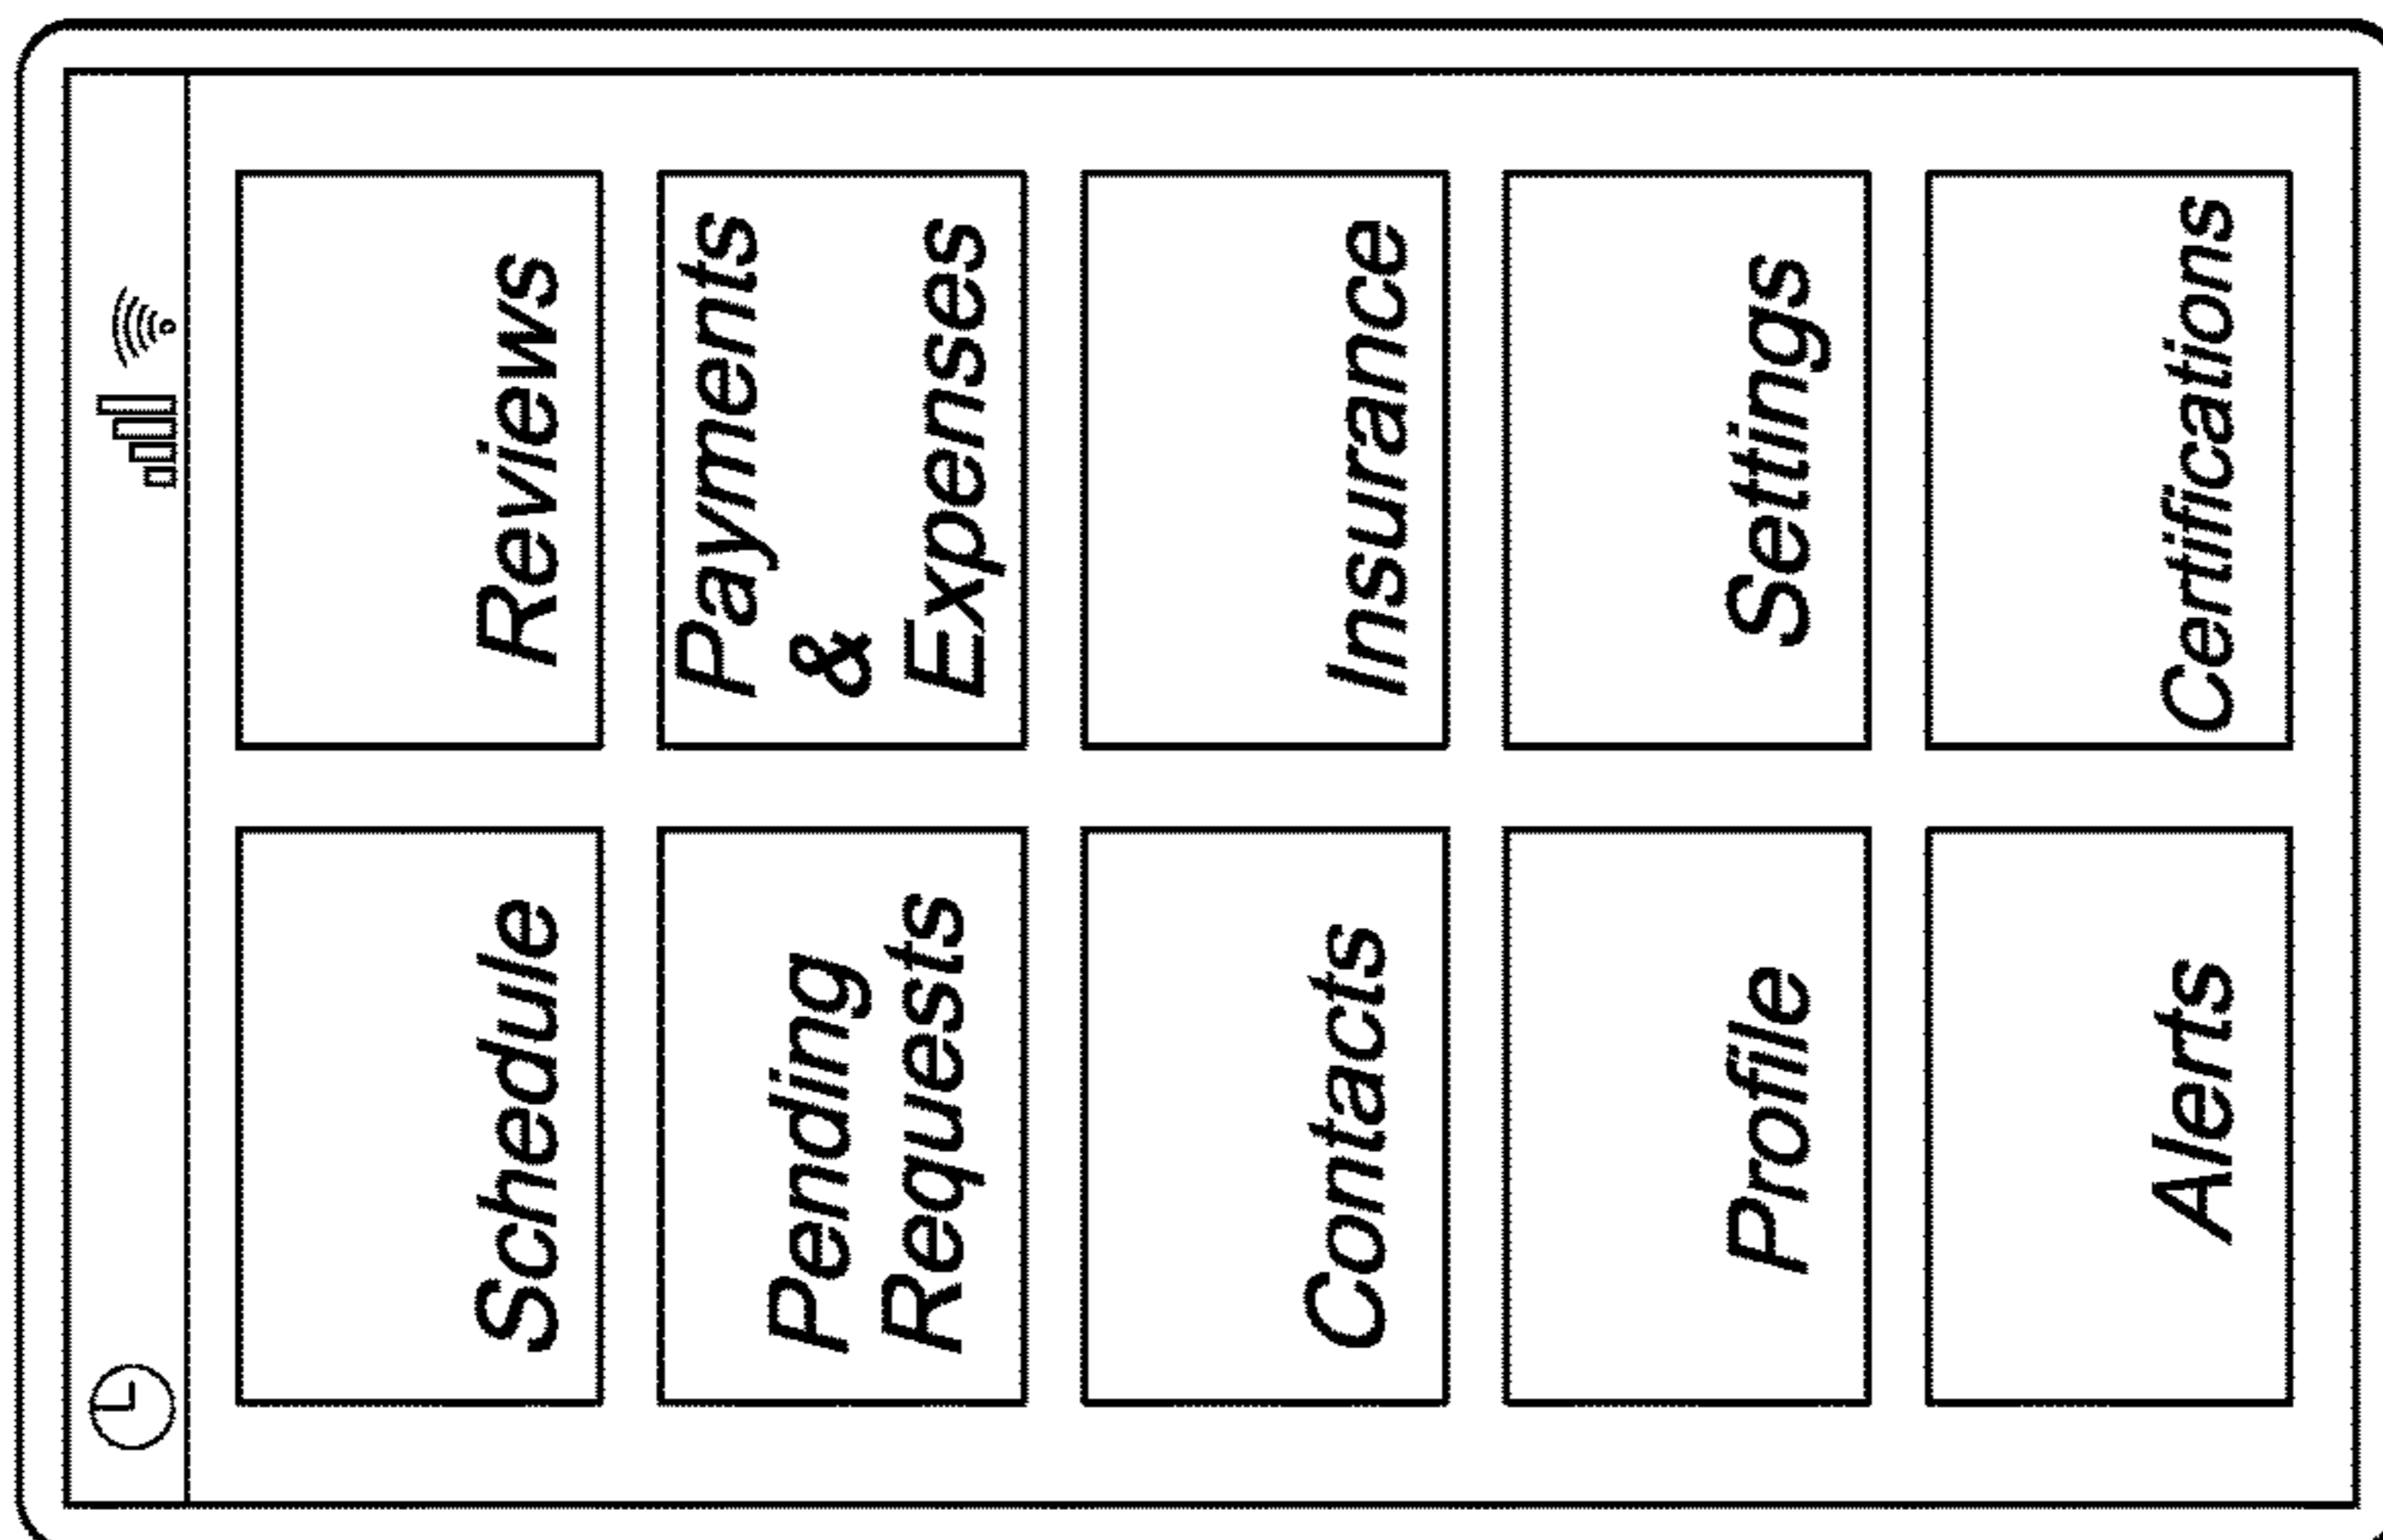 Schedule
Reviews
Pending
Requests
Payments
&
Expenses
Contacts
Insurance
Profile
Settings
Alerts
Certifications